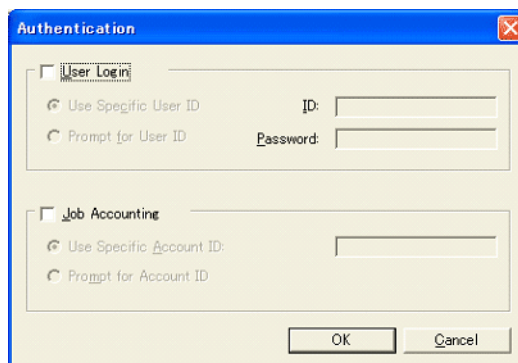 Authentication
User Login
Use Specific User ID
ID:
Prompt for User ID
Password:
Job Accounting
Use Specific Account ID:
Prompt for Account ID
OK
Cancel